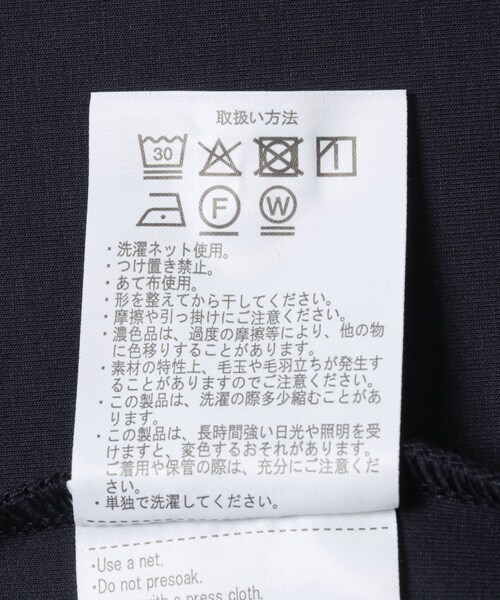 取扱い方法
30
F
W
・洗濯ネット使用。
・つけ置き禁止。
・あて布使用。
・形を整えてから干してください。
・摩擦や引っ掛けにご注意ください。
・濃色品は、過度の摩擦等により、他の物
に色移りすることがあります。
・素材の特性上、毛玉や毛羽立ちが発生す
ることがありますのでご注意ください。
・この製品は、洗濯の際多少縮むことがあ
ります。
・この製品は、長時間強い日光や照明を受
けますと、変色するおそれがあります。
ご着用や保管の際は、充分にご注意くだ
さい。
・単独で洗濯してください。
・Use a net.
・Do not presoak.
with a press cloth.